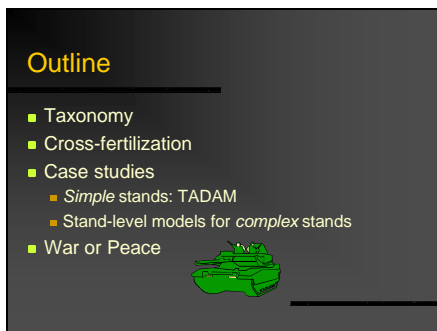 Outline
Taxonomy
Cross-fertilization
Case studies
Simple stands: TADAM
Stand-level models for complex stands
War or Peace